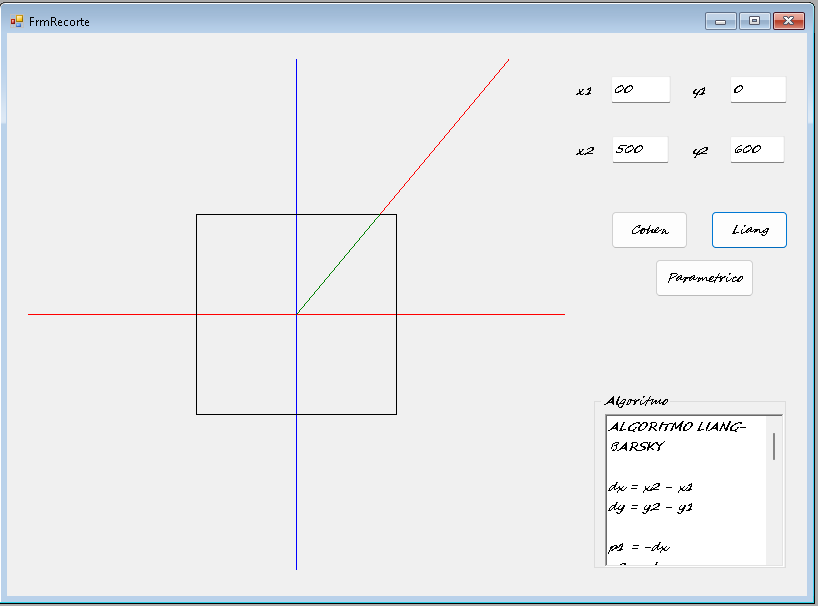 FrmRecorte
x1 00 y1 0
x2 500 y2 600
Cohen Liang
Parametrico
Algoritmo
ALGORITMO LIANG-
BARSKY
dx = x2 - x1
dy = y2 - y1
p1 = -dx